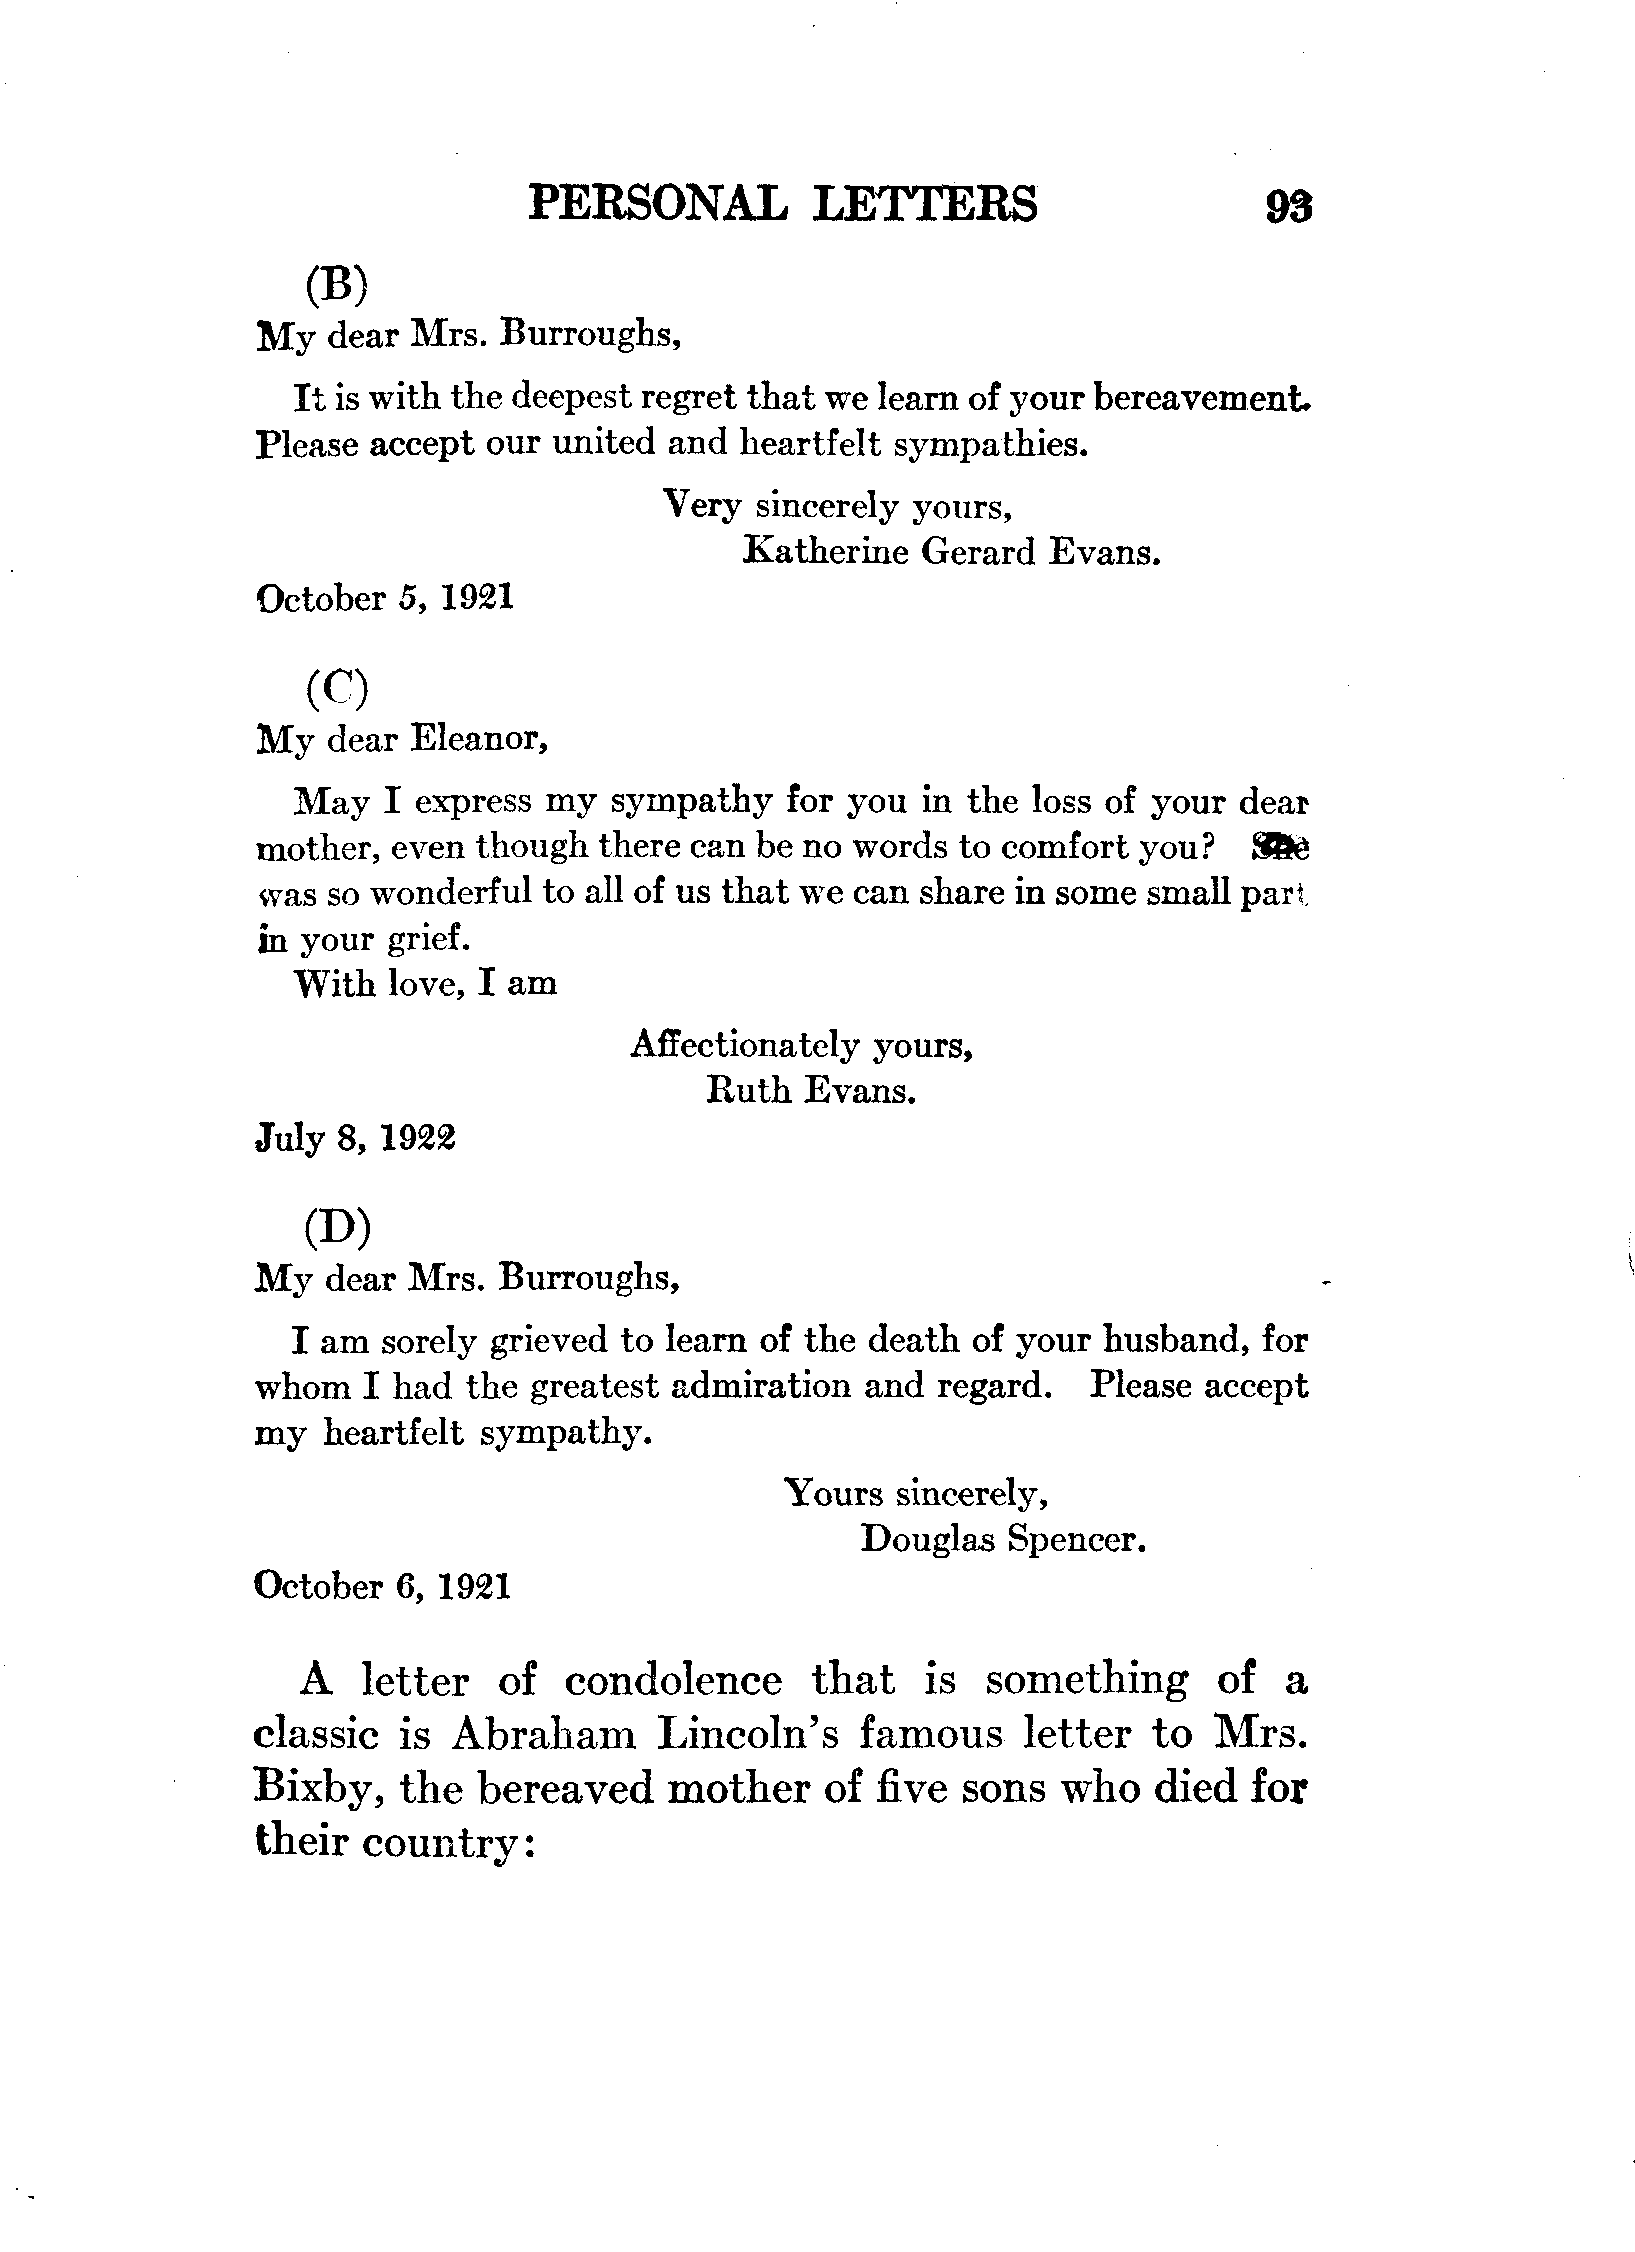 PERSONAL LETTERS 93
(B)
My dear Mrs. Burroughs,
It is with the deepest regret that we learn of your bereavement.
Please accept our united and heartfelt sympathies.
Very sincerely yours,
Katherine Gerard Evans.
October 5, 1921
(C)
My dear Eleanor,
May I express my sympathy for you in the loss of your dear
mother, even though there can be no words to comfort you? She
was so wonderful to all of us that we can share in some small part
in your grief.
With love, I am
Affectionately yours,
Ruth Evans.
July 8, 1922
(D)
My dear Mrs. Burroughs,
I am sorely grieved to learn of the death of your husband, for
whom I had the greatest admiration and regard. Please accept
my heartfelt sympathy.
Yours sincerely,
Douglas Spencer.
October 6, 1921
A letter of condolence that is something of a
classic is Abraham Lincoln's famous letter to Mrs.
Bixby, the bereaved mother of five sons who died for
their country: